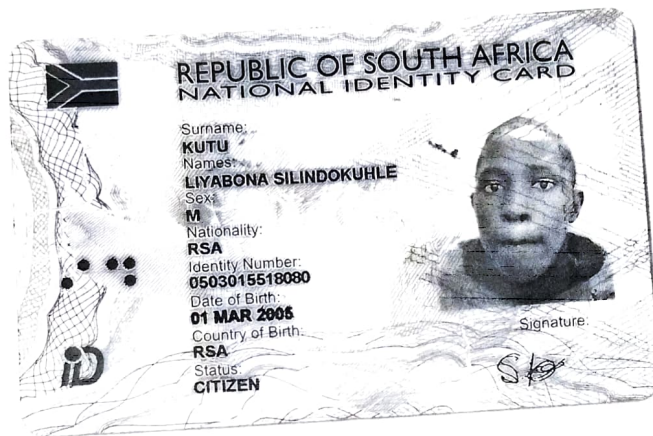 REPUBLIC OF SOUTH AFRICA
NATIONAL IDENTITY CARD
Surname:
KUTU
Names:
LIYABONA SILINDOKUHLE
Sex:
M
Nationality:
RSA
Identity Number:
0503015518080
Date of Birth:
01 MAR 2005
Country of Birth:
RSA
Status:
CITIZEN
Signature:
iD